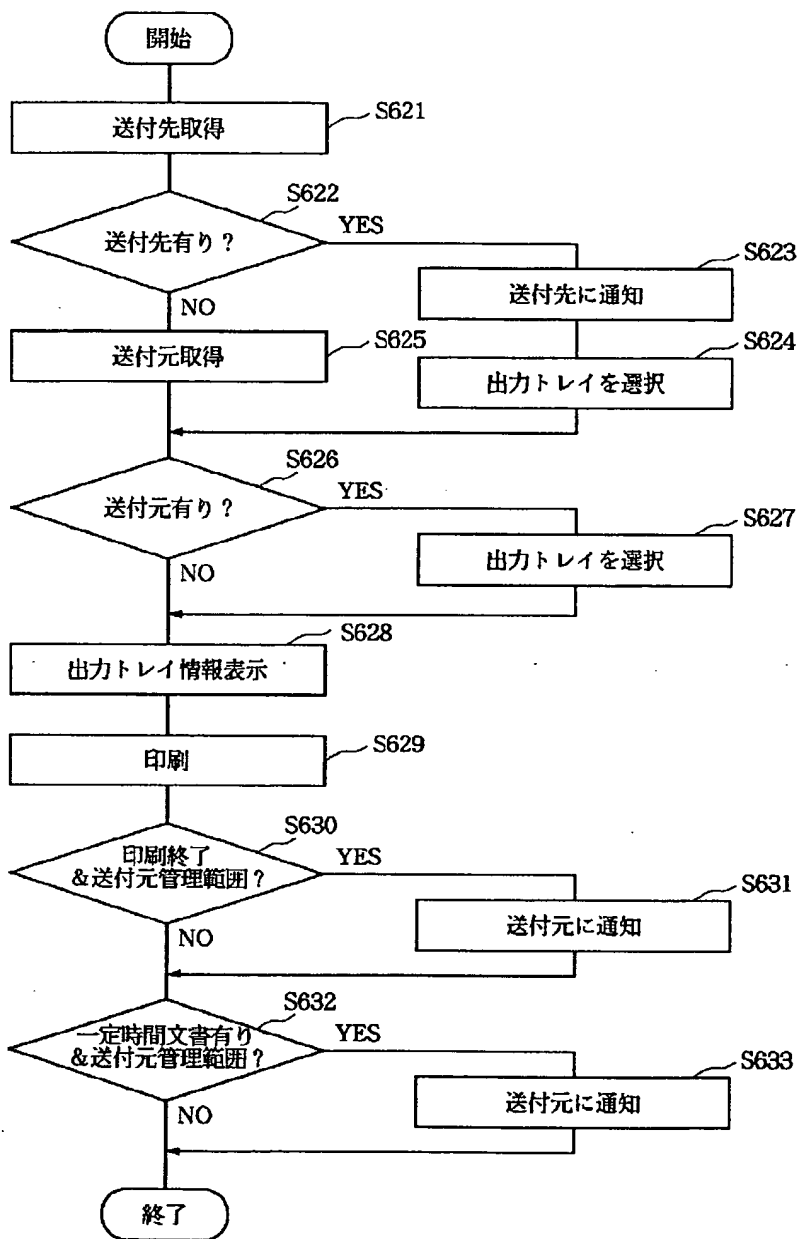 開始
送付先取得
S621
送付先有り？
S622
YES
NO
送付先に通知
S623
出力トレイを選択
S624
送付元取得
S625
送付元有り？
S626
YES
NO
出力トレイを選択
S627
出力トレイ情報表示
S628
印刷
S629
印刷終了
＆送付元管理範囲？
S630
YES
NO
送付元に通知
S631
一定時間文書有り
＆送付元管理範囲？
S632
YES
NO
送付元に通知
S633
終了